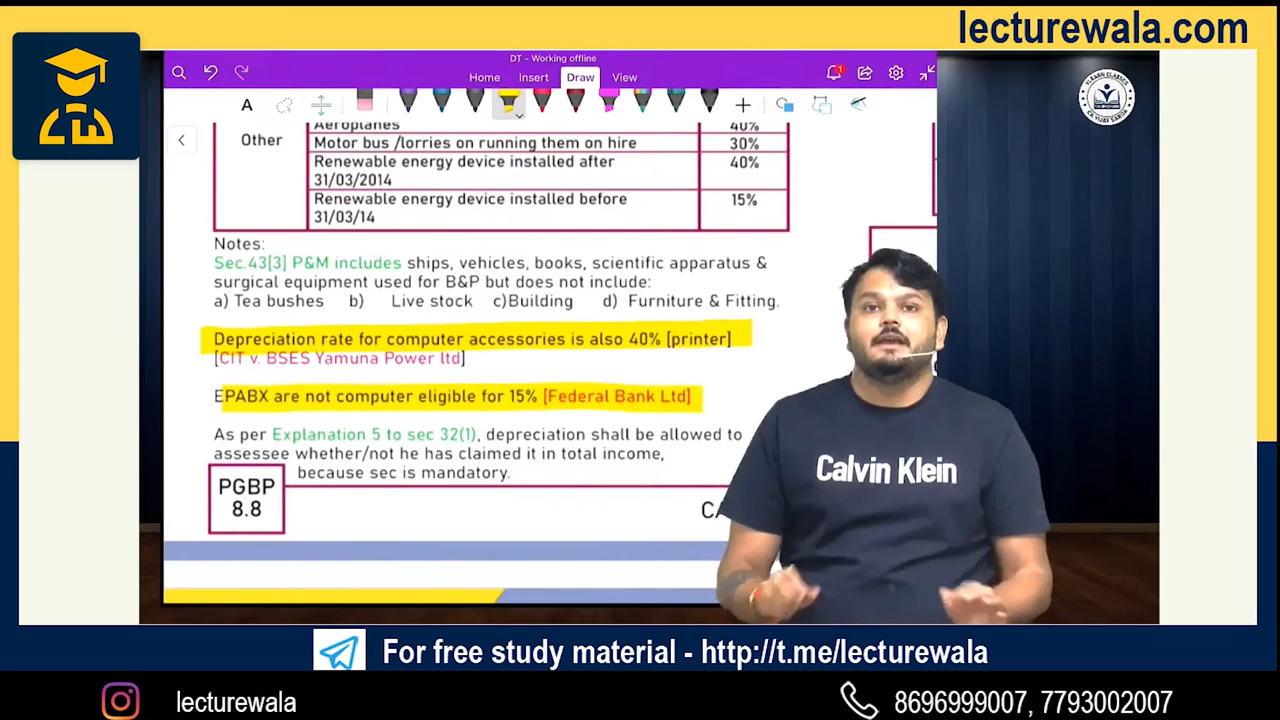 lecturewala.com
DT - Working offline
Home Insert Draw View
1
A
Other
Aeroplanes 40%
Motor bus /lorries on running them on hire 30%
Renewable energy device installed after 40%
31/03/2014
Renewable energy device installed before 15%
31/03/14
Notes:
Sec.43[3] P&M includes ships, vehicles, books, scientific apparatus &
surgical equipment used for B&P but does not include:
a) Tea bushes b) Live stock c)Building d) Furniture & Fitting.
Depreciation rate for computer accessories is also 40% [printer]
[CIT v. BSES Yamuna Power ltd]
EPABX are not computer eligible for 15% [Federal Bank Ltd]
As per Explanation 5 to sec 32(1), depreciation shall be allowed to
assessee whether/not he has claimed it in total income,
because sec is mandatory.
PGBP
8.8
CA
Calvin Klein
For free study material - http://t.me/lecturewala
lecturewala
8696999007, 7793002007